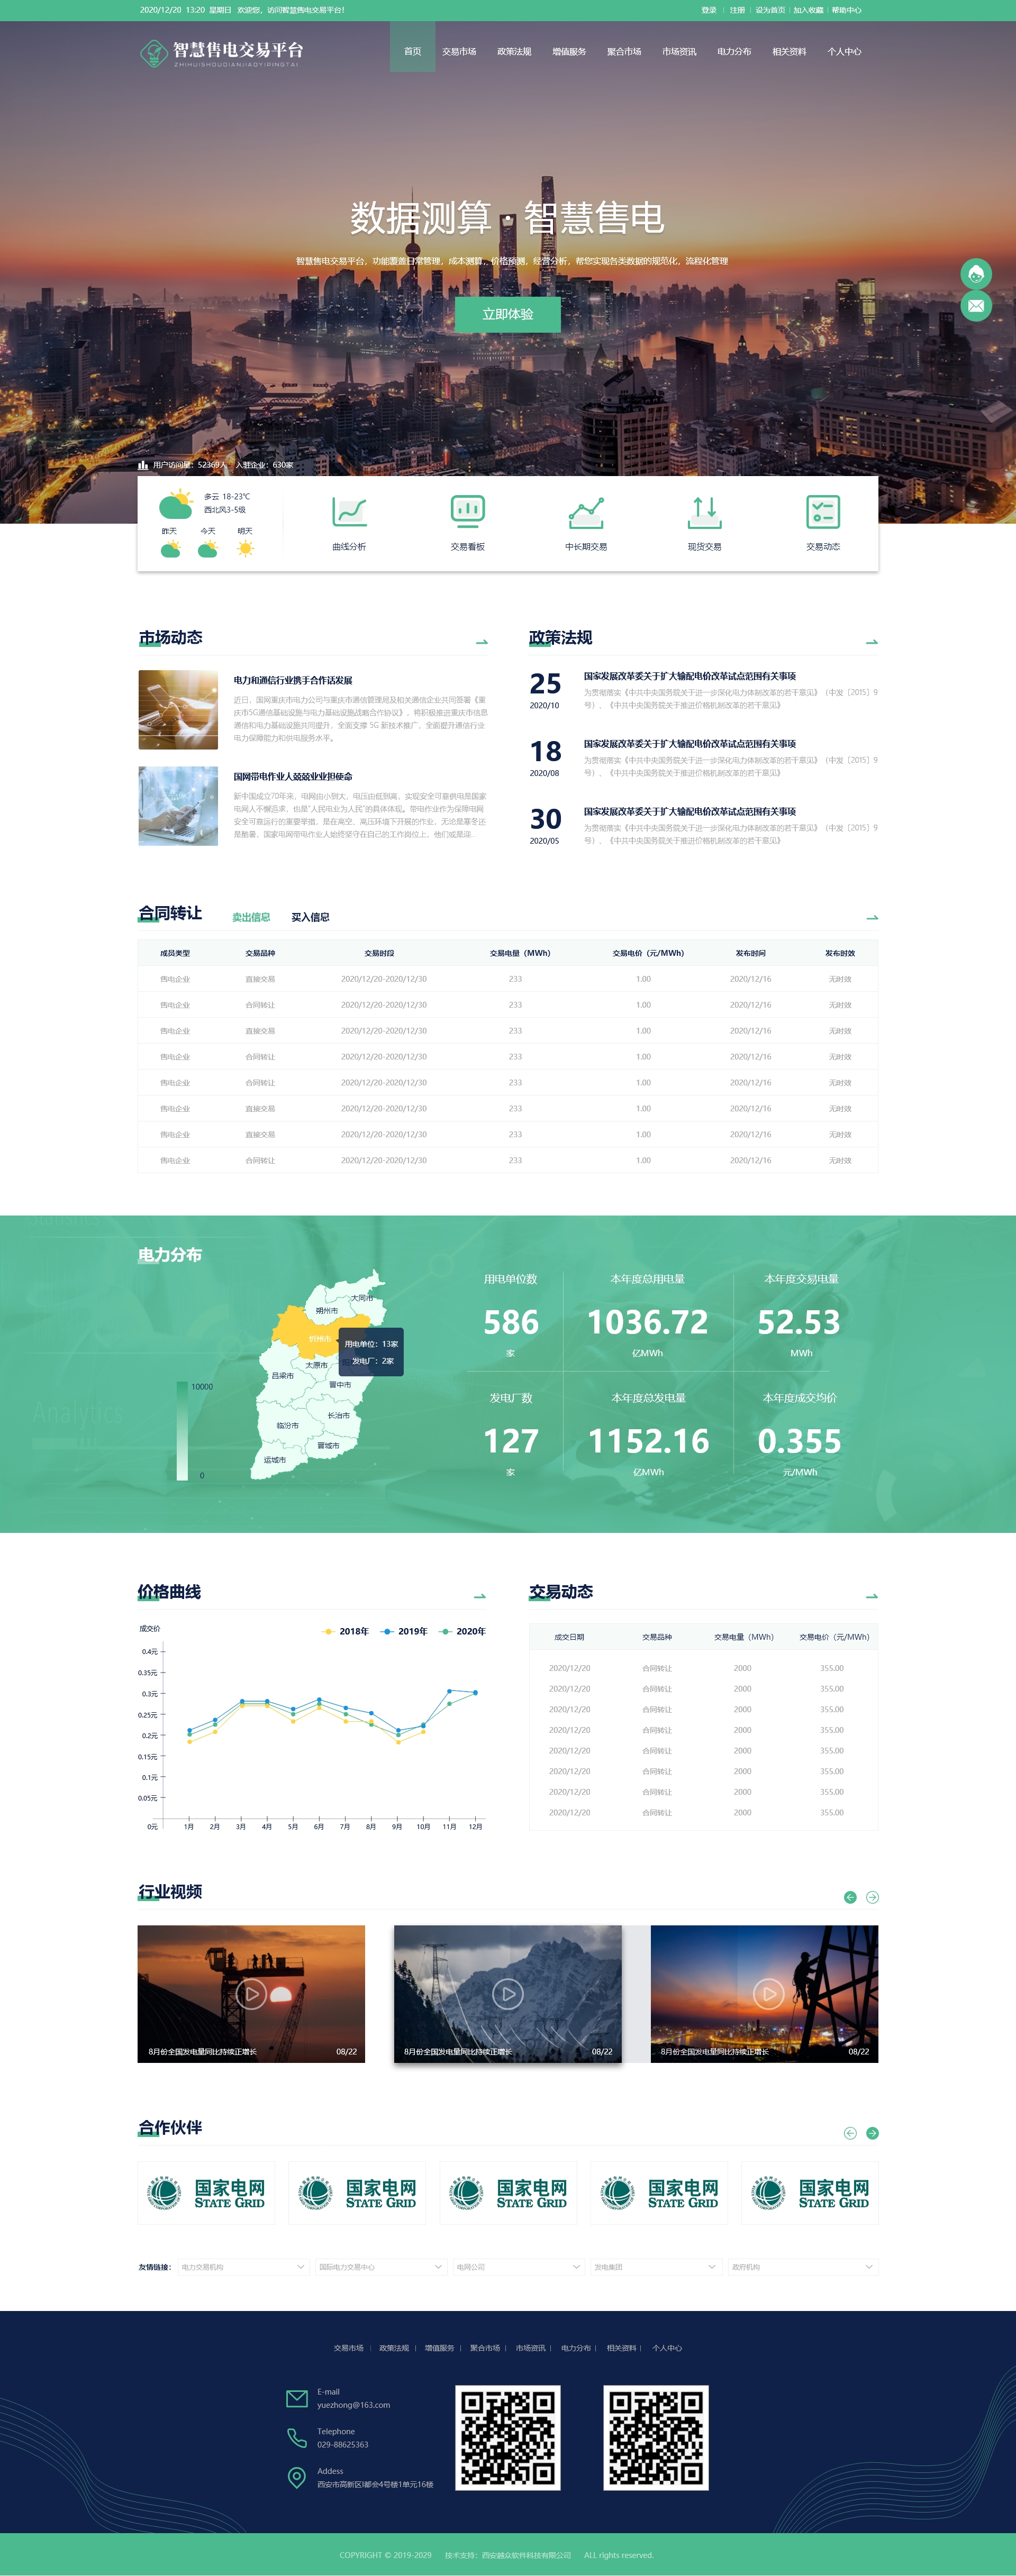 2020/12/20 13:20 星期日 欢迎您，访问智慧售电交易平台！
登录 | 注册 | 设为首页 | 加入收藏 | 帮助中心
智慧售电交易平台
ZHIHUISHOUDIANJIAOYIPINGTAI
首页 交易市场 政策法规 增值服务 聚合市场 市场资讯 电力分布 相关资料 个人中心
数据测算·智慧售电
智慧售电交易平台，功能覆盖日常管理，成本测算，价格预测，经营分析，帮您实现各类数据的规范化，流程化管理
立即体验
用户访问量：52369人 入驻企业：630家
多云 18-23℃
西北风3-5级
昨天 今天 明天
曲线分析 交易看板 中长期交易 现货交易 交易动态
市场动态
电力和通信行业携手合作话发展
近日，国网重庆市电力公司与重庆市通信管理局及相关通信企业共同签署《重
庆市5G通信基础设施与电力基础设施战略合作协议》，将积极推进重庆市信息
通信和电力基础设施共同提升，全面支撑 5G 新技术推广，全面提升通信行业
电力保障能力和供电服务水平。
国网带电作业人兢兢业业担使命
新中国成立70年来，电网由小到大，电压由低到高，实现安全可靠供电是国家
电网人不懈追求，也是“人民电业为人民”的具体体现。带电作业作为保障电网
安全可靠运行的重要举措，是在高空、高压环境下开展的作业，无论是寒冬还
是酷暑，国家电网带电作业人始终坚守在自己的工作岗位上，他们或是迎...
政策法规
25
2020/10
国家发展改革委关于扩大输配电价改革试点范围有关事项
为贯彻落实《中共中央国务院关于进一步深化电力体制改革的若干意见》（中发〔2015〕9
号）、《中共中央国务院关于推进价格机制改革的若干意见》
18
2020/08
国家发展改革委关于扩大输配电价改革试点范围有关事项
为贯彻落实《中共中央国务院关于进一步深化电力体制改革的若干意见》（中发〔2015〕9
号）、《中共中央国务院关于推进价格机制改革的若干意见》
30
2020/05
国家发展改革委关于扩大输配电价改革试点范围有关事项
为贯彻落实《中共中央国务院关于进一步深化电力体制改革的若干意见》（中发〔2015〕9
号）、《中共中央国务院关于推进价格机制改革的若干意见》
合同转让 卖出信息 买入信息
成员类型 交易品种 交易时段 交易电量（MWh） 交易电价（元/MWh） 发布时间 发布时效
售电企业 直接交易 2020/12/20-2020/12/30 233 1.00 2020/12/16 无时效
售电企业 合同转让 2020/12/20-2020/12/30 233 1.00 2020/12/16 无时效
售电企业 直接交易 2020/12/20-2020/12/30 233 1.00 2020/12/16 无时效
售电企业 合同转让 2020/12/20-2020/12/30 233 1.00 2020/12/16 无时效
售电企业 合同转让 2020/12/20-2020/12/30 233 1.00 2020/12/16 无时效
售电企业 直接交易 2020/12/20-2020/12/30 233 1.00 2020/12/16 无时效
售电企业 直接交易 2020/12/20-2020/12/30 233 1.00 2020/12/16 无时效
售电企业 合同转让 2020/12/20-2020/12/30 233 1.00 2020/12/16 无时效
电力分布
Analytics
大同市
朔州市
忻州市
用电单位：13家
发电厂：2家
太原市
吕梁市
晋中市
长治市
临汾市
晋城市
运城市
10000
0
用电单位数 本年度总用电量 本年度交易电量
586 1036.72 52.53
家 亿MWh MWh
发电厂数 本年度总发电量 本年度成交均价
127 1152.16 0.355
家 亿MWh 元/MWh
价格曲线
成交价
2018年 2019年 2020年
0.4元
0.35元
0.3元
0.25元
0.2元
0.15元
0.1元
0.05元
0元
1月 2月 3月 4月 5月 6月 7月 8月 9月 10月 11月 12月
交易动态
成交日期 交易品种 交易电量（MWh） 交易电价（元/MWh）
2020/12/20 合同转让 2000 355.00
2020/12/20 合同转让 2000 355.00
2020/12/20 合同转让 2000 355.00
2020/12/20 合同转让 2000 355.00
2020/12/20 合同转让 2000 355.00
2020/12/20 合同转让 2000 355.00
2020/12/20 合同转让 2000 355.00
2020/12/20 合同转让 2000 355.00
行业视频
8月份全国发电量同比持续正增长 08/22
8月份全国发电量同比持续正增长 08/22
8月份全国发电量同比持续正增长 08/22
合作伙伴
国家电网 国家电网 国家电网 国家电网 国家电网
STATE GRID STATE GRID STATE GRID STATE GRID STATE GRID
友情链接： 电力交易机构 国际电力交易中心 电网公司 发电集团 政府机构
交易市场 | 政策法规 | 增值服务 | 聚合市场 | 市场资讯 | 电力分布 | 相关资料 | 个人中心
E-mail
yuezhong@163.com
Telephone
029-88625363
Addess
西安市高新区I都会4号楼1单元16楼
COPYRIGHT © 2019-2029 技术支持：西安越众软件科技有限公司 ALL rights reserved.